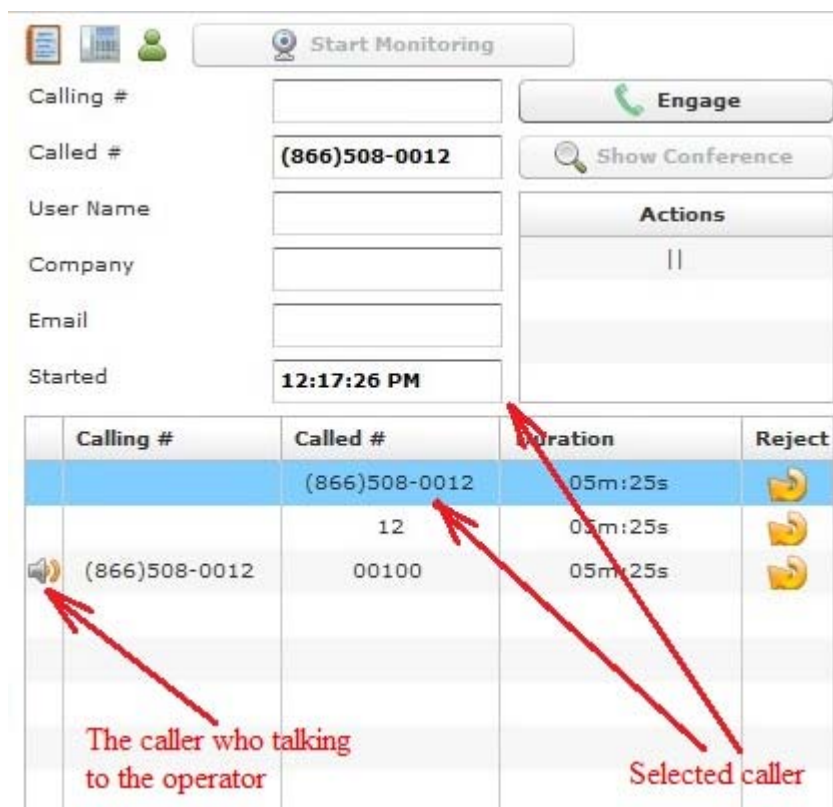 Start Monitoring
Calling #
Engage
Called # (866)508-0012
Show Conference
User Name
Actions
Company
||
Email
Started 12:17:26 PM
Calling # Called # Duration Reject
(866)508-0012 05m:25s
12 05m:25s
(866)508-0012 00100 05m:25s
The caller who talking
to the operator
Selected caller